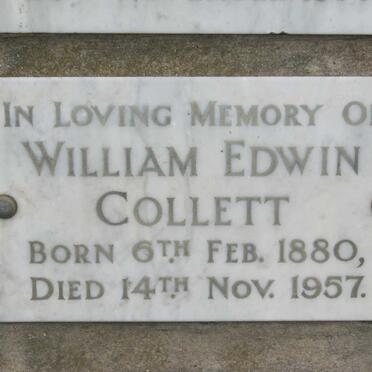 IN LOVING MEMORY OF
WILLIAM EDWIN
COLLETT
BORN 6TH FEB. 1880,
DIED 14TH NOV. 1957.